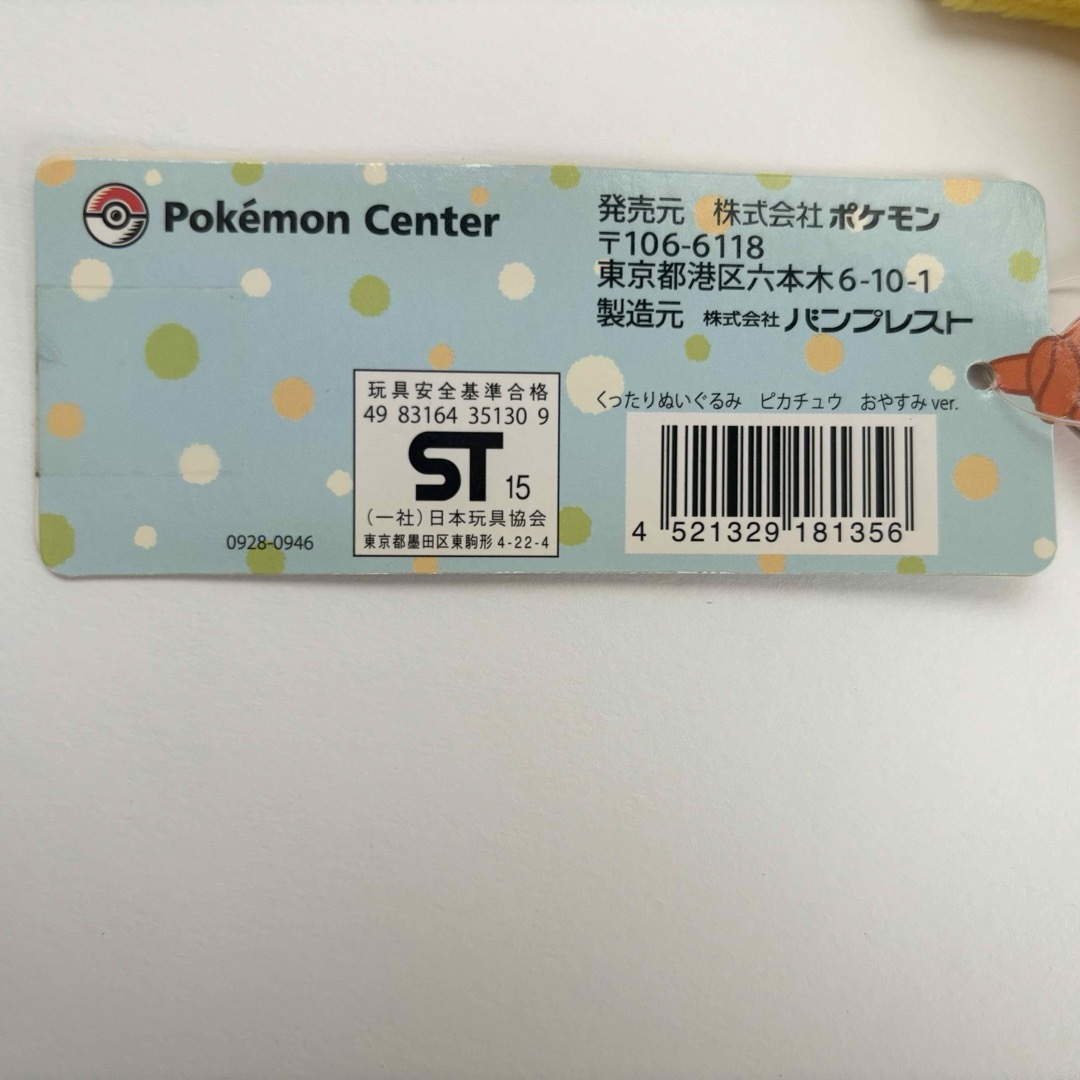 Pokémon Center
発売元 株式会社ポケモン
〒106-6118
東京都港区六本木6-10-1
製造元 株式会社バンプレスト
玩具安全基準合格
49 83164 35130 9
ST 15
(一社)日本玩具協会
東京都墨田区東駒形4-22-4
0928-0946
くったりぬいぐるみ ピカチュウ おやすみver.
4 521329 181356